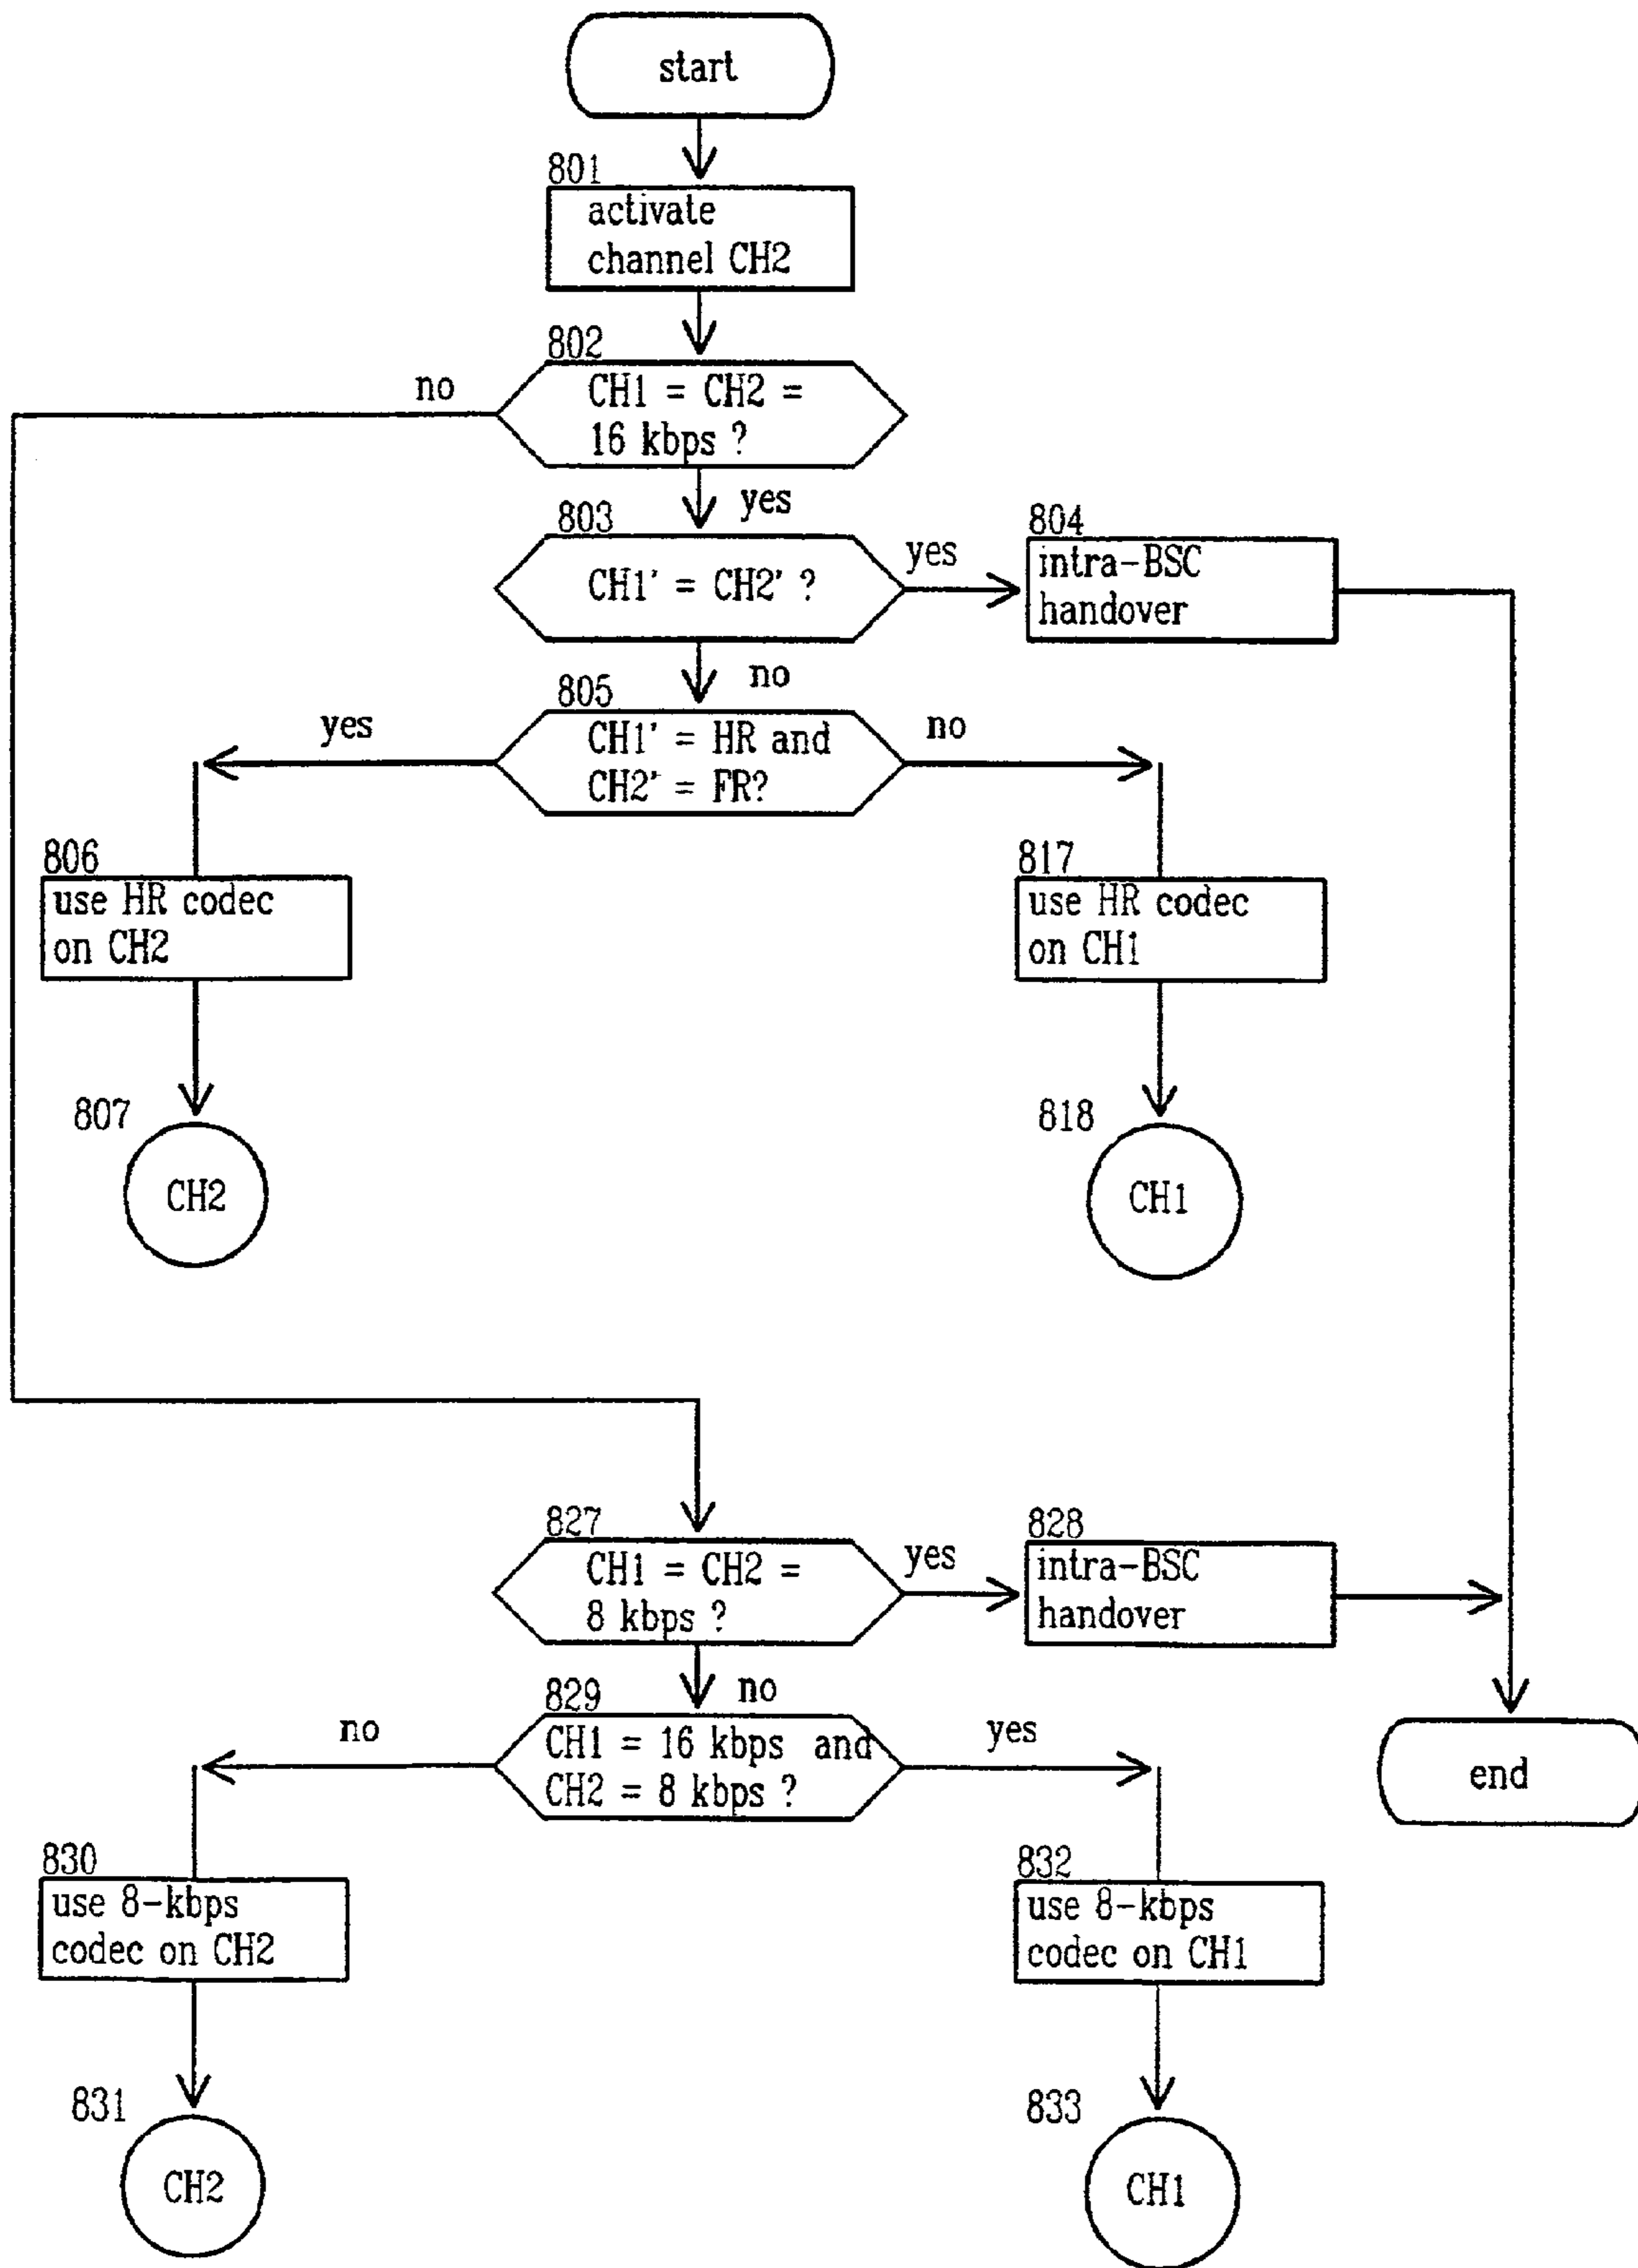 start
801
activate
channel CH2
802
no
CH1 = CH2 =
16 kbps ?
yes
803
CH1' = CH2' ?
yes
804
intra-BSC
handover
no
805
yes
CH1' = HR and
CH2' = FR?
no
806
use HR codec
on CH2
817
use HR codec
on CH1
807
CH2
818
CH1
827
CH1 = CH2 =
8 kbps ?
yes
828
intra-BSC
handover
no
829
no
CH1 = 16 kbps and
CH2 = 8 kbps ?
yes
end
830
use 8-kbps
codec on CH2
832
use 8-kbps
codec on CH1
831
CH2
833
CH1